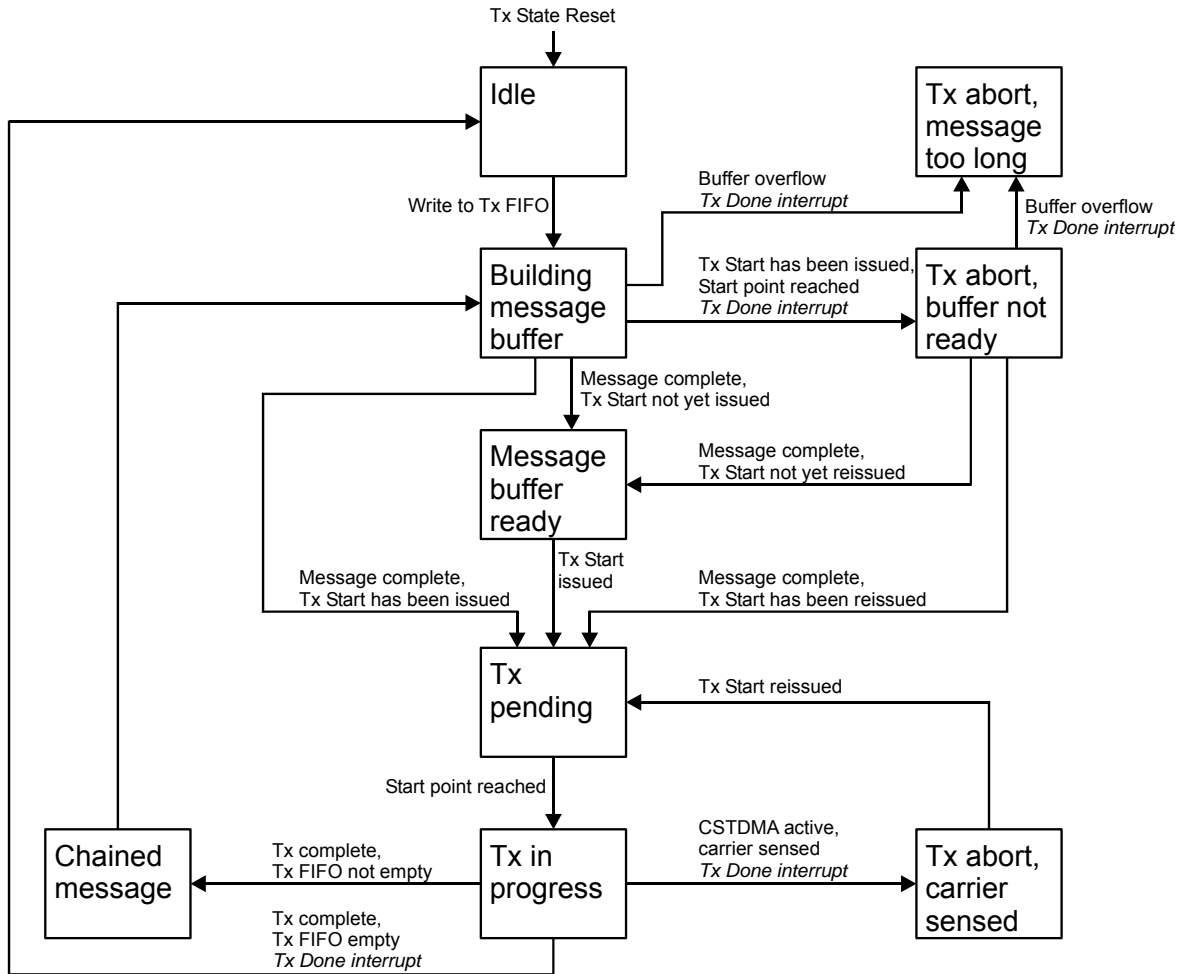 Tx State Reset
Idle
Tx abort,
message
too long
Write to Tx FIFO
Buffer overflow
Tx Done interrupt
Buffer overflow
Tx Done interrupt
Building
message
buffer
Tx Start has been issued,
Start point reached
Tx Done interrupt
Tx abort,
buffer not
ready
Message complete,
Tx Start not yet issued
Message
buffer
ready
Message complete,
Tx Start not yet reissued
Message complete,
Tx Start has been issued
Tx Start
issued
Message complete,
Tx Start has been reissued
Tx
pending
Tx Start reissued
Start point reached
Chained
message
Tx complete,
Tx FIFO not empty
Tx in
progress
CSTDMA active,
carrier sensed
Tx Done interrupt
Tx abort,
carrier
sensed
Tx complete,
Tx FIFO empty
Tx Done interrupt